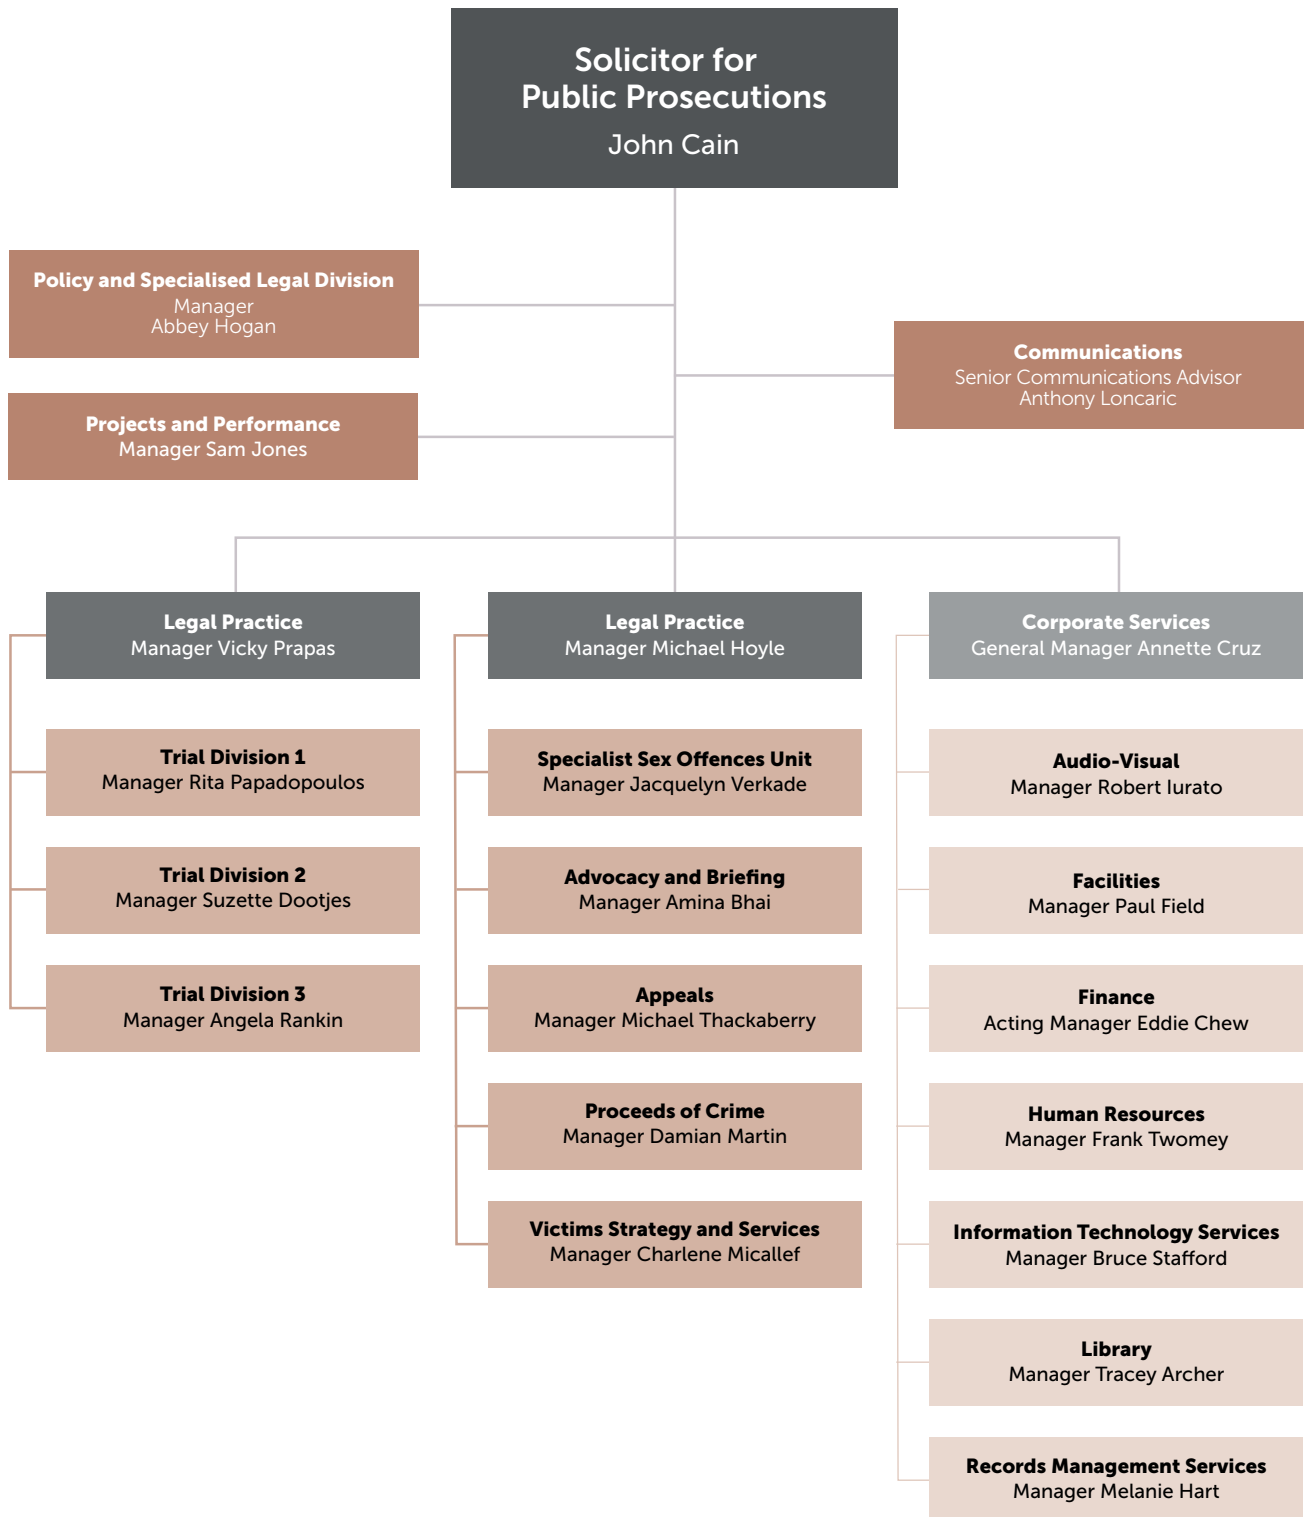 Solicitor for
Public Prosecutions
John Cain
Policy and Specialised Legal Division
Manager
Abbey Hogan
Communications
Senior Communications Advisor
Anthony Loncaric
Projects and Performance
Manager Sam Jones
Legal Practice
Manager Vicky Prapas
Trial Division 1
Manager Rita Papadopoulos
Trial Division 2
Manager Suzette Dootjes
Trial Division 3
Manager Angela Rankin
Legal Practice
Manager Michael Hoyle
Specialist Sex Offences Unit
Manager Jacquelyn Verkade
Advocacy and Briefing
Manager Amina Bhai
Appeals
Manager Michael Thackaberry
Proceeds of Crime
Manager Damian Martin
Victims Strategy and Services
Manager Charlene Micallef
Corporate Services
General Manager Annette Cruz
Audio-Visual
Manager Robert Iurato
Facilities
Manager Paul Field
Finance
Acting Manager Eddie Chew
Human Resources
Manager Frank Twomey
Information Technology Services
Manager Bruce Stafford
Library
Manager Tracey Archer
Records Management Services
Manager Melanie Hart